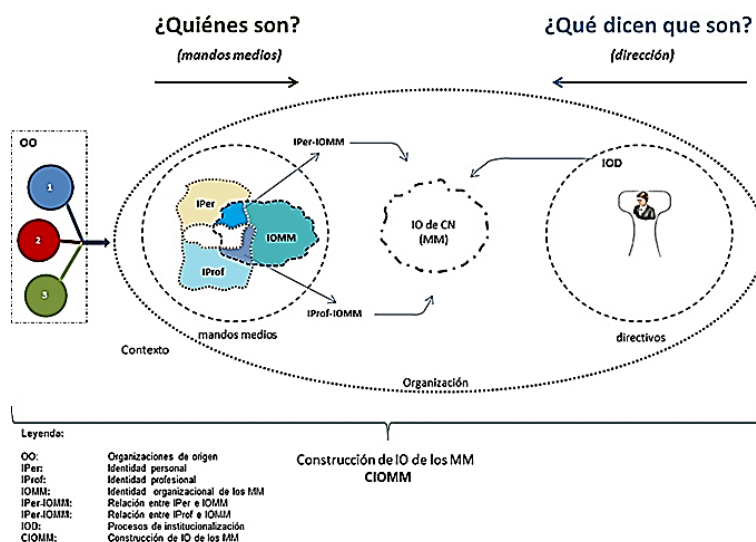 ¿Quiénes son?
(mandos medios)
¿Qué dicen que son?
(dirección)
OO
1
2
3
IPer-IOMM
IOD
IPer
IOMM
IProf
IO de CN
(MM)
IProf-IOMM
mandos medios
directivos
Contexto
Organización
Construcción de IO de los MM
CIOMM
Leyenda:
OO: Organizaciones de origen
IPer: Identidad personal
IProf: Identidad profesional
IOMM: Identidad organizacional de los MM
IPer-IOMM: Relación entre IPer e IOMM
IPer-IOMM: Relación entre IProf e IOMM
IOD: Procesos de institucionalización
CIOMM: Construcción de IO de los MM